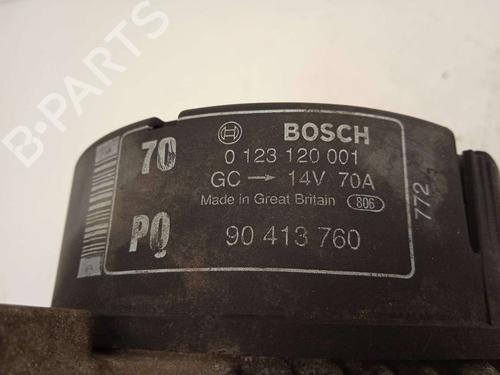 B-PARTS
BOSCH
70
0 123 120 001
GC → 14V 70A
Made in Great Britain 806
PQ
90 413 760
772